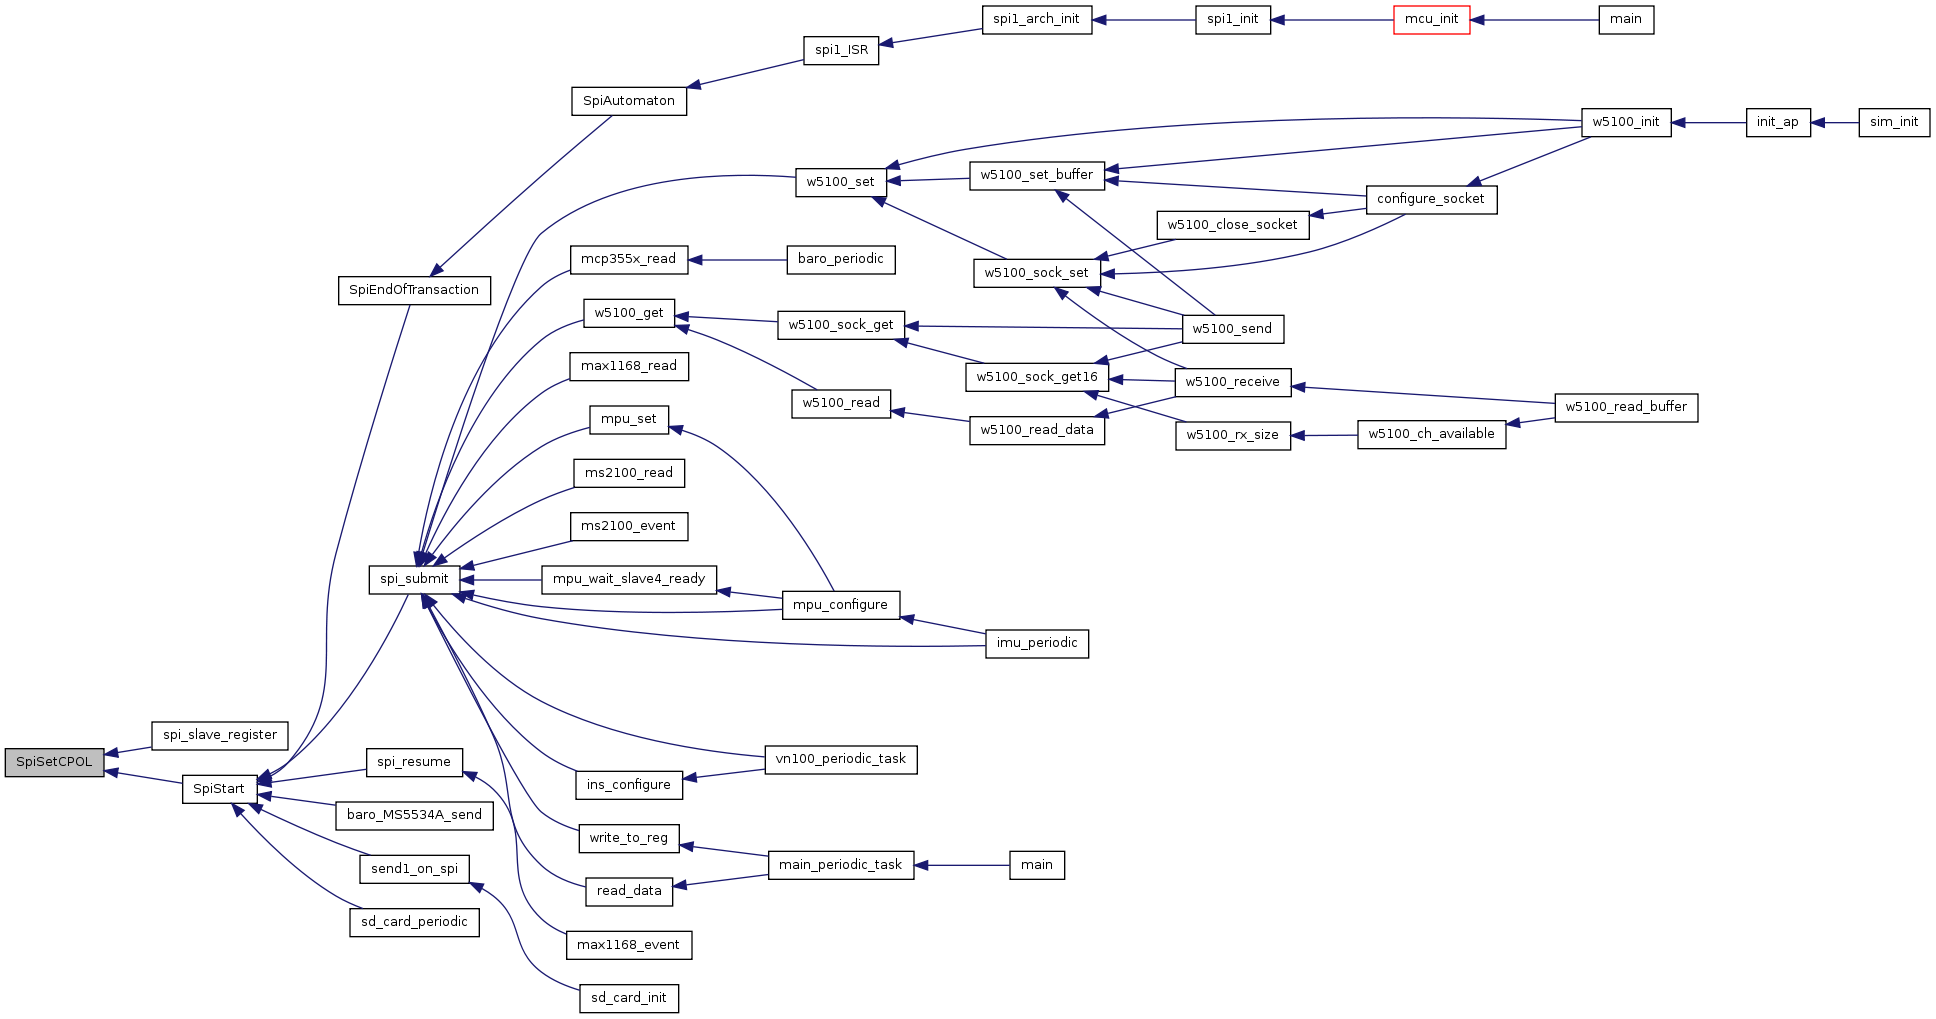 spi1_arch_init
spi1_init
mcu_init
main
spi1_ISR
SpiAutomaton
w5100_init
init_ap
sim_init
w5100_set
w5100_set_buffer
configure_socket
w5100_close_socket
mcp355x_read
baro_periodic
w5100_sock_set
SpiEndOfTransaction
w5100_get
w5100_sock_get
w5100_send
max1168_read
w5100_sock_get16
w5100_receive
w5100_read
w5100_read_buffer
mpu_set
w5100_read_data
w5100_rx_size
w5100_ch_available
ms2100_read
ms2100_event
spi_submit
mpu_wait_slave4_ready
mpu_configure
imu_periodic
spi_slave_register
SpiSetCPOL
spi_resume
vn100_periodic_task
SpiStart
ins_configure
baro_MS5534A_send
write_to_reg
send1_on_spi
main_periodic_task
main
read_data
sd_card_periodic
max1168_event
sd_card_init